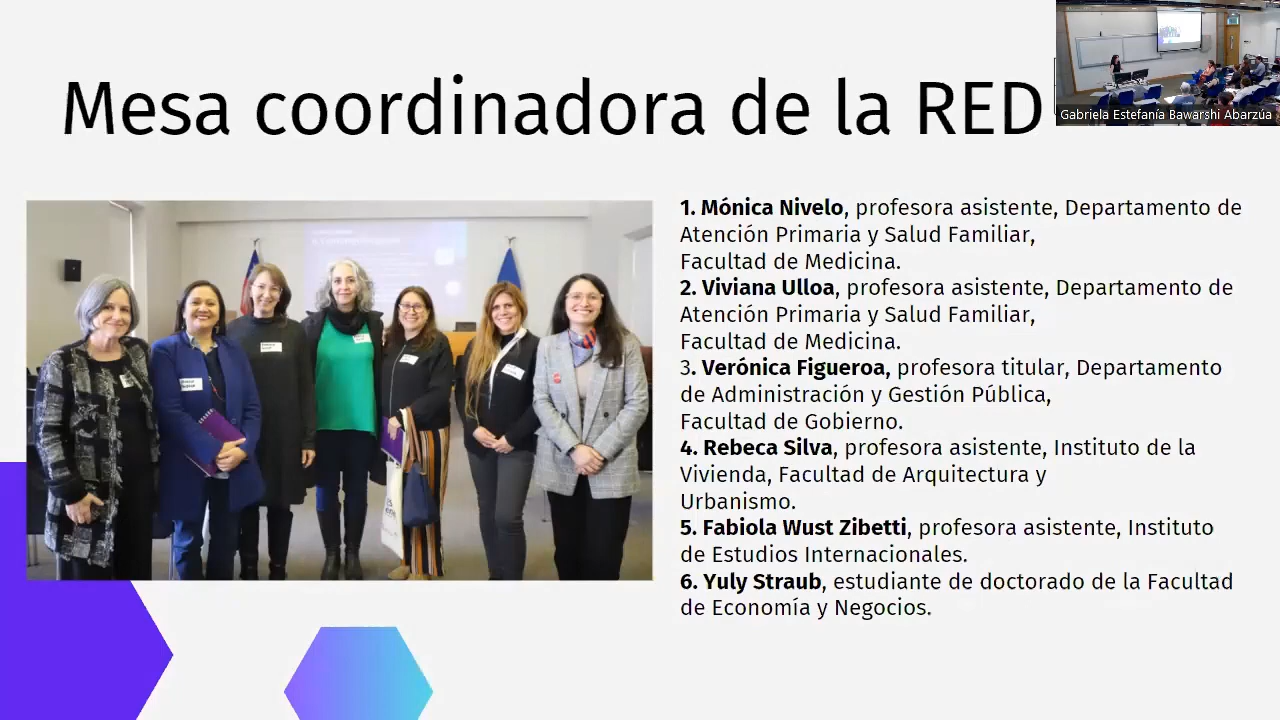 Mesa coordinadora de la RED
Gabriela Estefanía Bawarshi Abarzúa
1. Mónica Nivelo, profesora asistente, Departamento de
Atención Primaria y Salud Familiar,
Facultad de Medicina.
2. Viviana Ulloa, profesora asistente, Departamento de
Atención Primaria y Salud Familiar,
Facultad de Medicina.
3. Verónica Figueroa, profesora titular, Departamento
de Administración y Gestión Pública,
Facultad de Gobierno.
4. Rebeca Silva, profesora asistente, Instituto de la
Vivienda, Facultad de Arquitectura y
Urbanismo.
5. Fabiola Wust Zibetti, profesora asistente, Instituto
de Estudios Internacionales.
6. Yuly Straub, estudiante de doctorado de la Facultad
de Economía y Negocios.